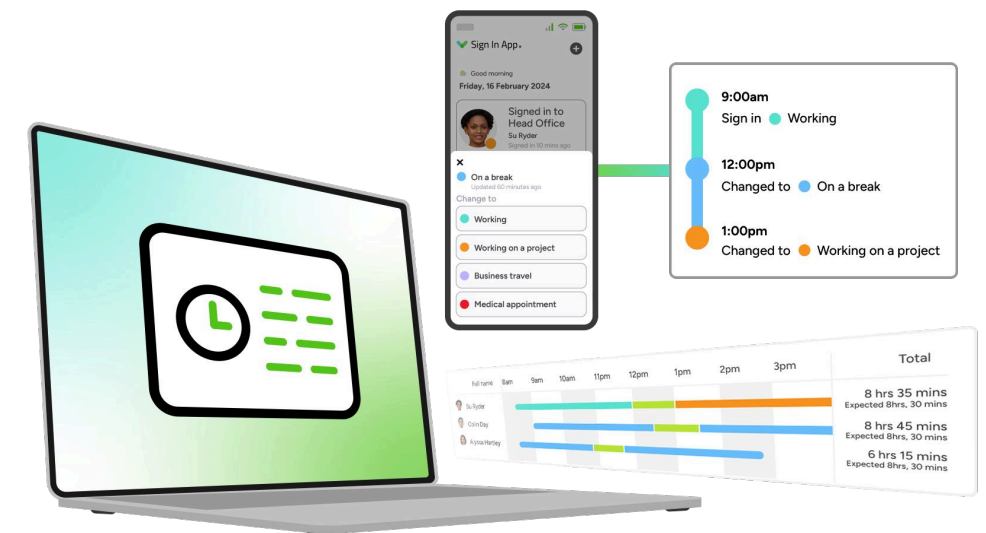 Sign In App.
Good morning
Friday, 16 February 2024
Signed in to
Head Office
Su Ryder
Signed in 10 mins ago
On a break
Updated 60 minutes ago
Change to
Working
Working on a project
Business travel
Medical appointment
9:00am
Sign in Working
12:00pm
Changed to On a break
1:00pm
Changed to Working on a project
Full name 8am 9am 10am 11pm 12pm 1pm 2pm 3pm Total
Su Ryder 8 hrs 35 mins
Expected 8hrs, 30 mins
Colin Day 8 hrs 45 mins
Expected 8hrs, 30 mins
Alyssa Hartley 6 hrs 15 mins
Expected 8hrs, 30 mins